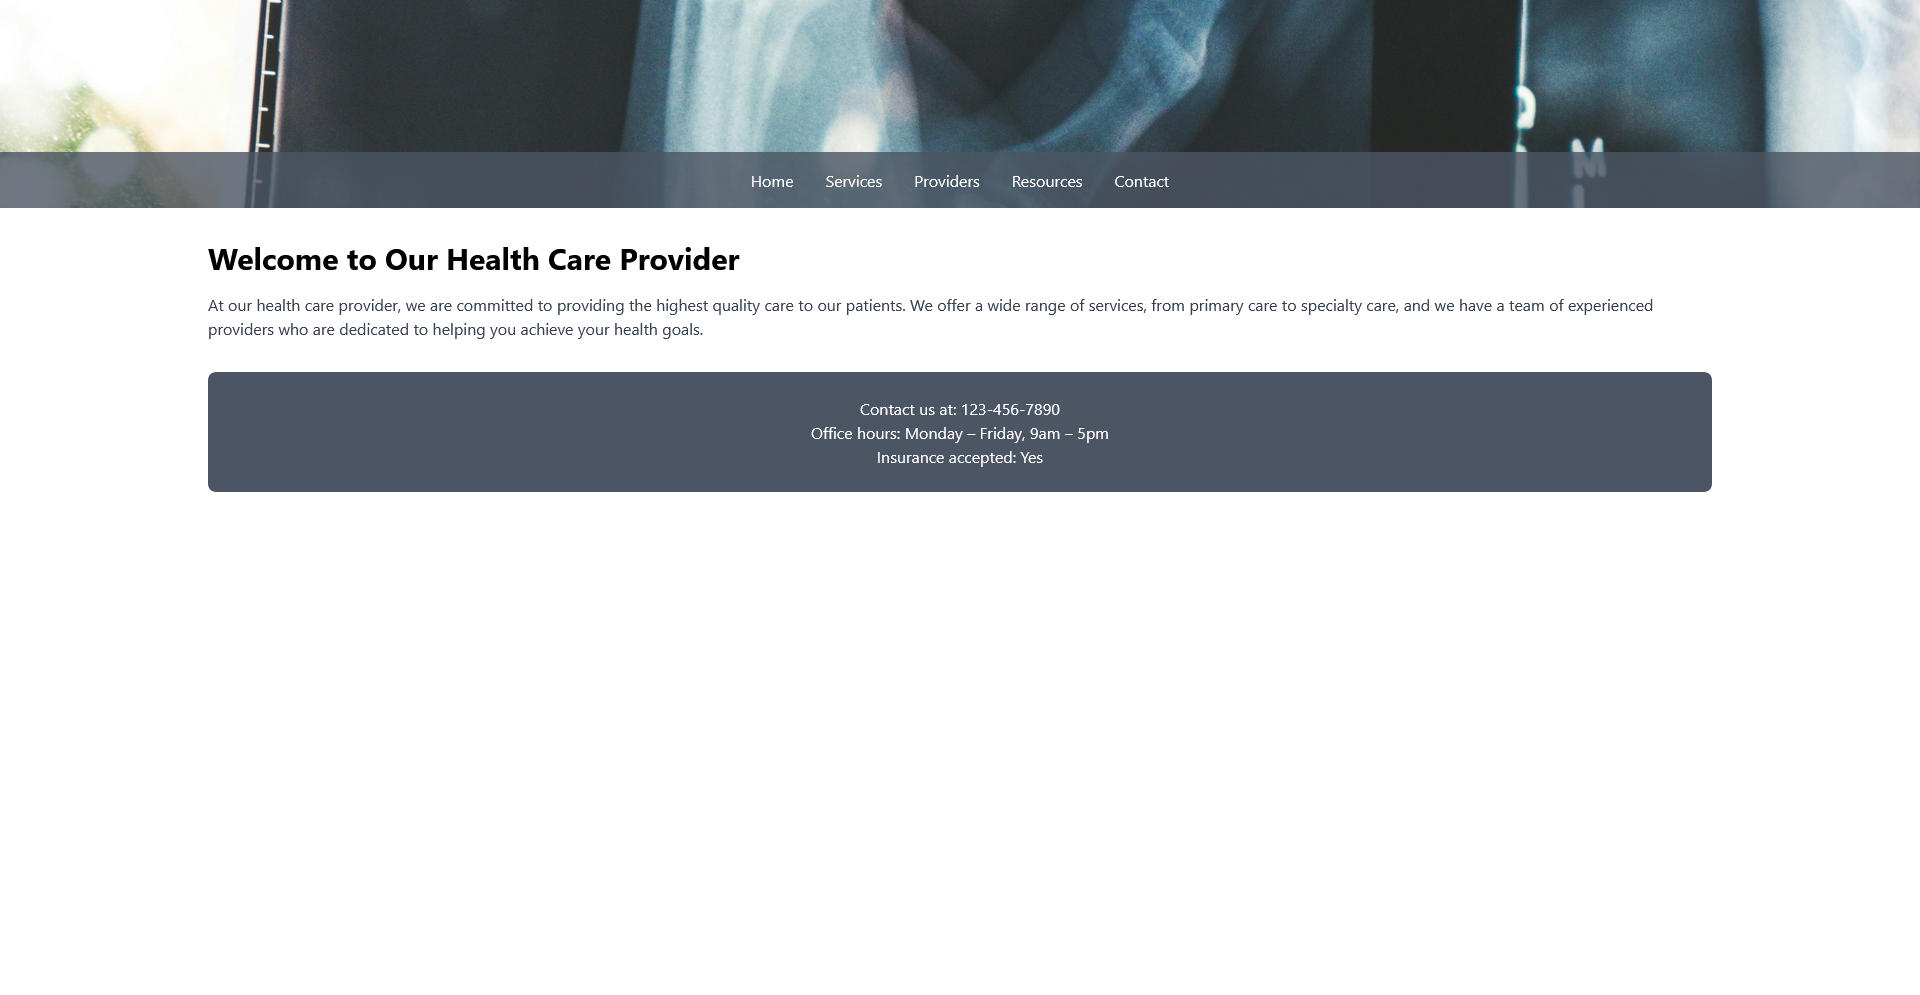 Home Services Providers Resources Contact
Welcome to Our Health Care Provider
At our health care provider, we are committed to providing the highest quality care to our patients. We offer a wide range of services, from primary care to specialty care, and we have a team of experienced
providers who are dedicated to helping you achieve your health goals.
Contact us at: 123-456-7890
Office hours: Monday – Friday, 9am – 5pm
Insurance accepted: Yes